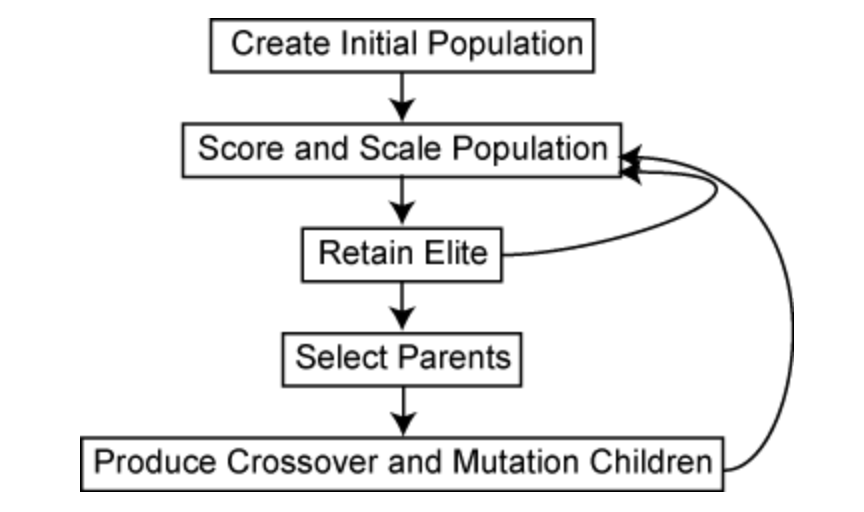 Create Initial Population
Score and Scale Population
Retain Elite
Select Parents
Produce Crossover and Mutation Children